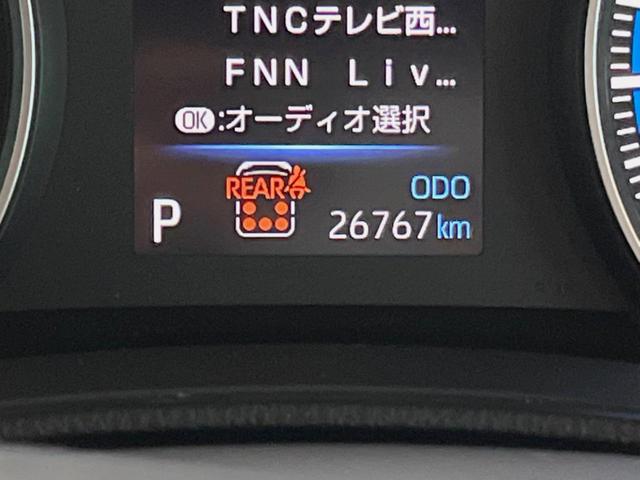 TNCテレビ西...
FNN Liv...
OK:オーディオ選択
REAR
ODO
P
26767km